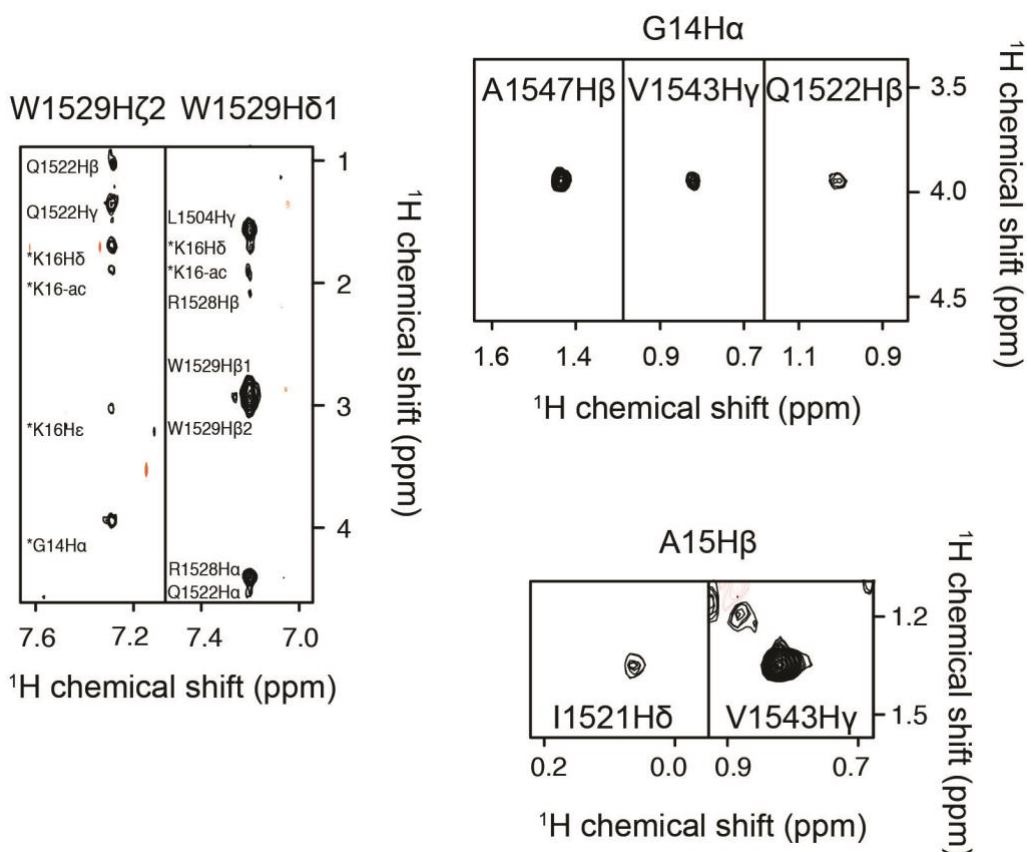 W1529Hζ2 W1529Hδ1
Q1522Hβ
Q1522Hγ
*K16Hδ
*K16-ac
*K16Hε
*G14Hα
L1504Hγ
*K16Hδ
*K16-ac
R1528Hβ
W1529Hβ1
W1529Hβ2
R1528Hα
Q1522Hα
1
2
3
4
¹H chemical shift (ppm)
7.6 7.2 7.4 7.0
¹H chemical shift (ppm)
G14Hα
A1547Hβ V1543Hγ Q1522Hβ
3.5
4.0
4.5
¹H chemical shift (ppm)
1.6 1.4 0.9 0.7 1.1 0.9
¹H chemical shift (ppm)
A15Hβ
I1521Hδ V1543Hγ
1.2
1.5
¹H chemical shift (ppm)
0.2 0.0 0.9 0.7
¹H chemical shift (ppm)